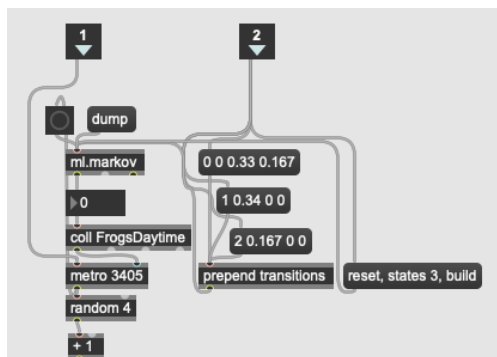 1
2
dump
ml.markov
0 0 0.33 0.167
0
1 0.34 0 0
2 0.167 0 0
coll FrogsDaytime
metro 3405
prepend transitions
reset, states 3, build
random 4
+ 1